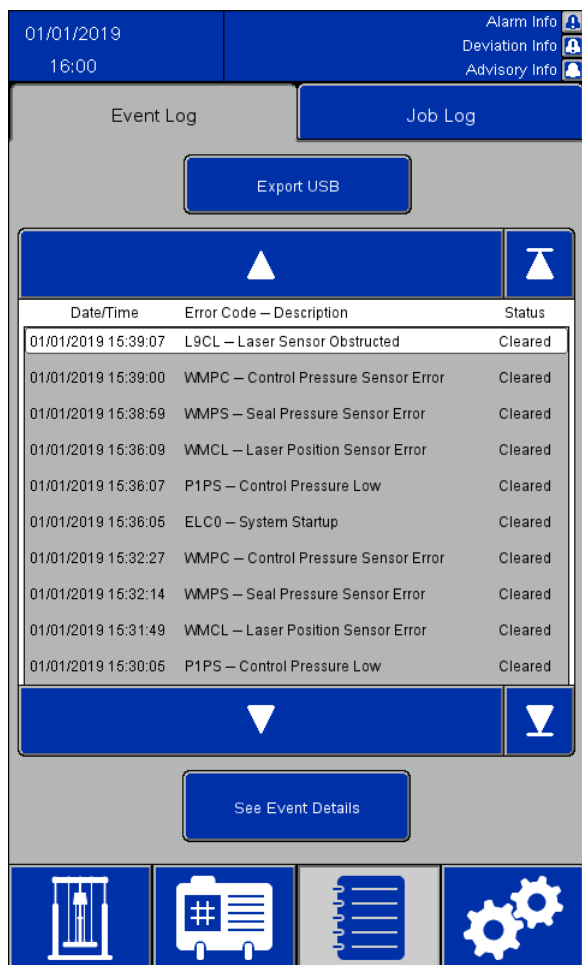 01/01/2019
16:00
Alarm Info
Deviation Info
Advisory Info
Event Log
Job Log
Export USB
Date/Time Error Code – Description Status
01/01/2019 15:39:07 L9CL – Laser Sensor Obstructed Cleared
01/01/2019 15:39:00 WMPC – Control Pressure Sensor Error Cleared
01/01/2019 15:38:59 WMPS – Seal Pressure Sensor Error Cleared
01/01/2019 15:36:09 WMCL – Laser Position Sensor Error Cleared
01/01/2019 15:36:07 P1PS – Control Pressure Low Cleared
01/01/2019 15:36:05 ELC0 – System Startup Cleared
01/01/2019 15:32:27 WMPC – Control Pressure Sensor Error Cleared
01/01/2019 15:32:14 WMPS – Seal Pressure Sensor Error Cleared
01/01/2019 15:31:49 WMCL – Laser Position Sensor Error Cleared
01/01/2019 15:30:05 P1PS – Control Pressure Low Cleared
See Event Details